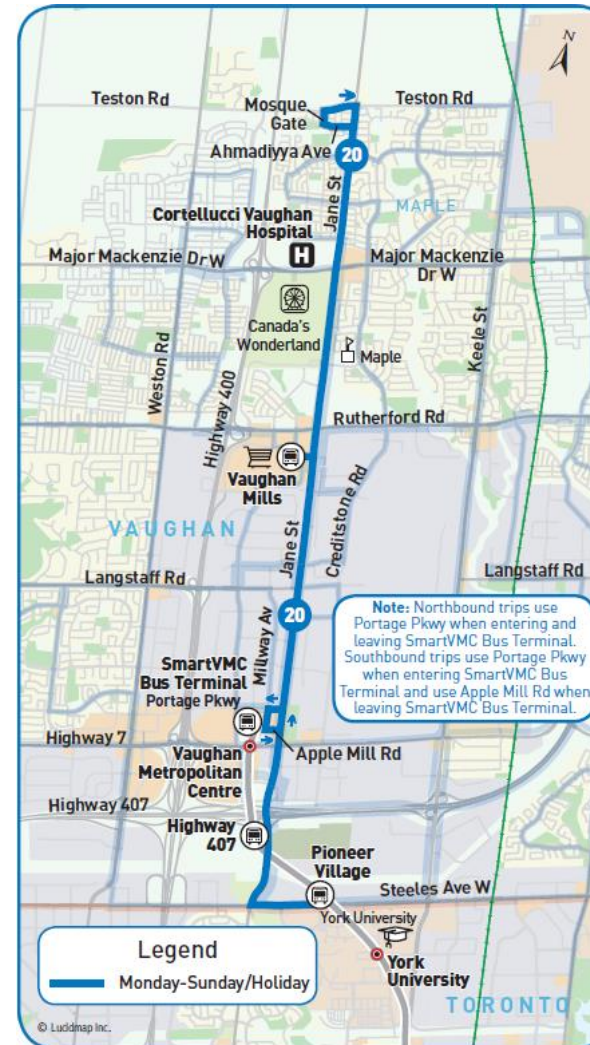 N
Teston Rd
Mosque
Gate
Teston Rd
Ahmadiyya Ave
20
Jane St
MAPLE
Cortellucci Vaughan
Hospital
H
Major Mackenzie Dr W
Major Mackenzie
Dr W
Canada's
Wonderland
Maple
Keele St
Weston Rd
Highway 400
Rutherford Rd
Vaughan
Mills
VAUGHAN
Jane St
Creditstone Rd
Langstaff Rd
Langstaff Rd
20
Millway Av
Note: Northbound trips use
Portage Pkwy when entering and
leaving SmartVMC Bus Terminal.
Southbound trips use Portage Pkwy
when entering SmartVMC Bus
Terminal and use Apple Mill Rd when
leaving SmartVMC Bus Terminal.
SmartVMC
Bus Terminal
Portage Pkwy
Highway 7
Apple Mill Rd
Vaughan
Metropolitan
Centre
Highway 407
Highway
407
Pioneer
Village
Steeles Ave W
York University
York
University
Legend
Monday-Sunday/Holiday
TORONTO
© Lucidmap Inc.